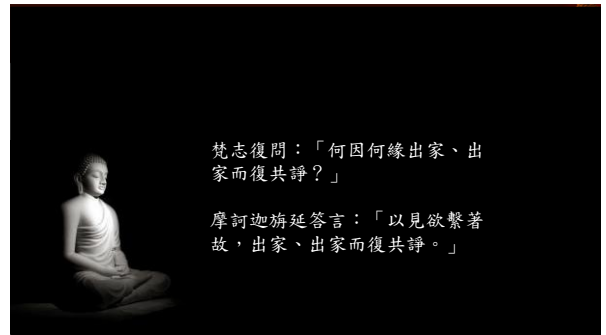 梵志復問：「何因何緣出家、出
家而復共諍？」
摩訶迦旃延答言：「以見欲繫著
故，出家、出家而復共諍。」